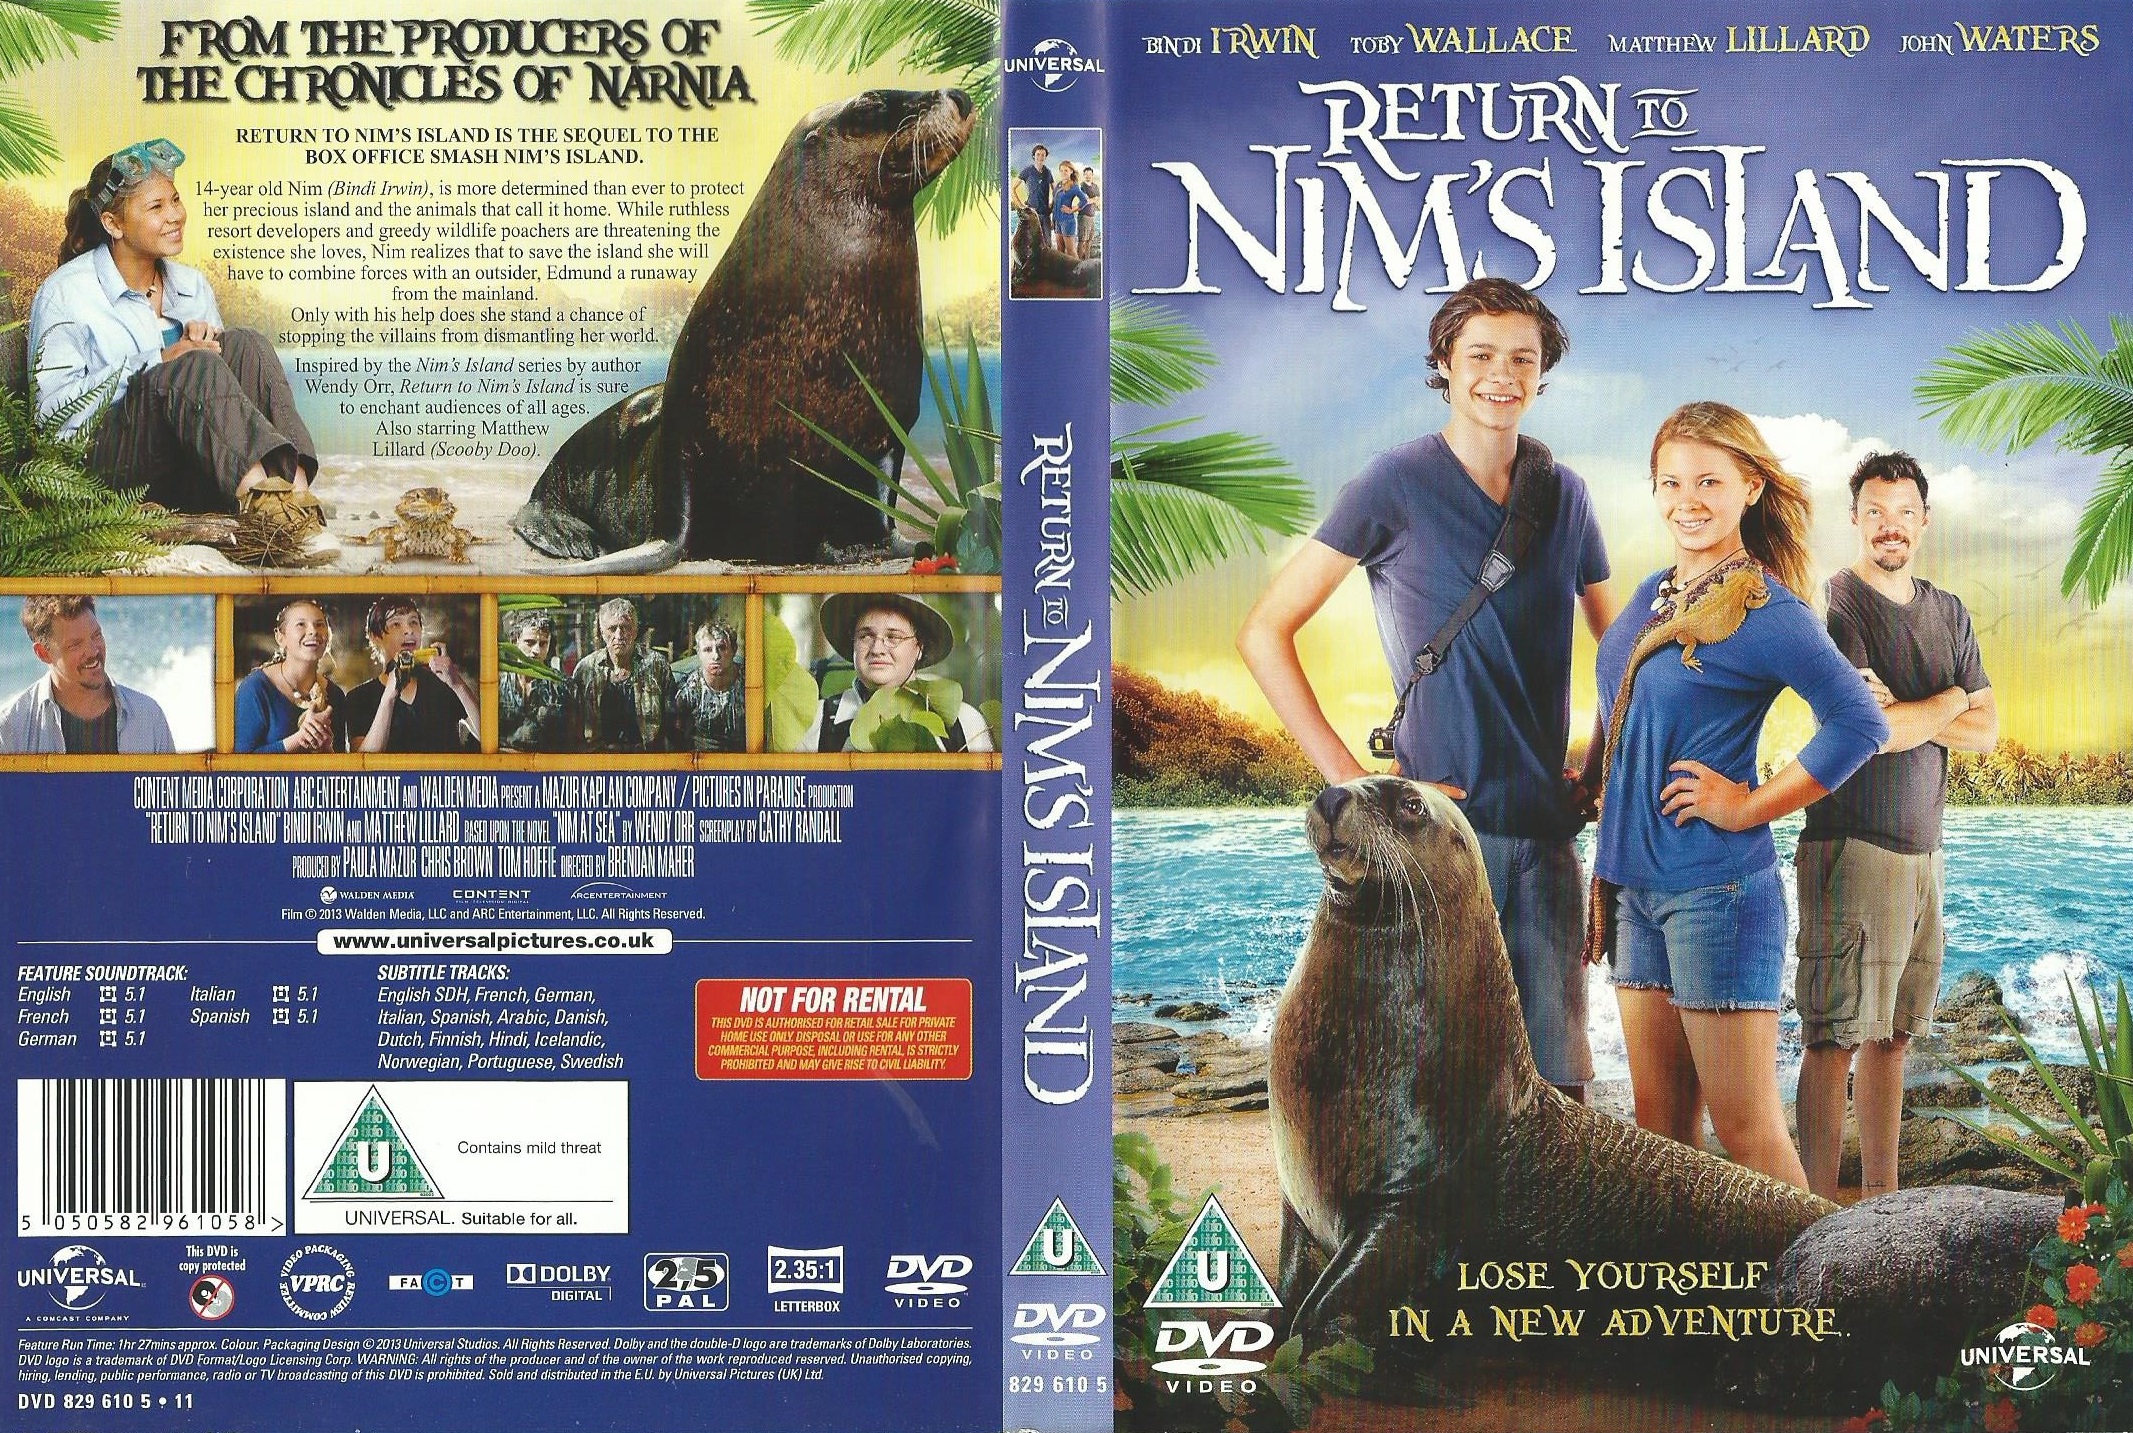 FROM THE PRODUCERS OF
THE CHRONICLES OF NARNIA
RETURN TO NIM'S ISLAND IS THE SEQUEL TO THE
BOX OFFICE SMASH NIM'S ISLAND.
14-year old Nim (Bindi Irwin), is more determined than ever to protect
her precious island and the animals that call it home. While ruthless
resort developers and greedy wildlife poachers are threatening the
existence she loves, Nim realizes that to save the island she will
have to combine forces with an outsider, Edmund a runaway
from the mainland.
Only with his help does she stand a chance of
stopping the villains from dismantling her world.
Inspired by the Nim's Island series by author
Wendy Orr, Return to Nim's Island is sure
to enchant audiences of all ages.
Also starring Matthew
Lillard (Scooby Doo).
CONTENT MEDIA CORPORATION ARC ENTERTAINMENT AND WALDEN MEDIA PRESENT A MAZUR KAPLAN COMPANY / PICTURES IN PARADISE PRODUCTION
"RETURN TO NIM'S ISLAND" BINDI IRWIN AND MATTHEW LILLARD BASED UPON THE NOVEL "NIM AT SEA" BY WENDY ORR SCREENPLAY BY CATHY RANDALL
PRODUCED BY PAULA MAZUR CHRIS BROWN TOM HOFFIE DIRECTED BY BRENDAN MAHER
WALDEN MEDIA CONTENT ARCENTERTAINMENT
Film © 2013 Walden Media, LLC and ARC Entertainment, LLC. All Rights Reserved.
www.universalpictures.co.uk
FEATURE SOUNDTRACK:
English 5.1 Italian 5.1
French 5.1 Spanish 5.1
German 5.1
SUBTITLE TRACKS:
English SDH, French, German,
Italian, Spanish, Arabic, Danish,
Dutch, Finnish, Hindi, Icelandic,
Norwegian, Portuguese, Swedish
NOT FOR RENTAL
THIS DVD IS AUTHORISED FOR RETAIL SALE FOR PRIVATE
HOME USE ONLY. DISPOSAL OR USE FOR ANY OTHER
COMMERCIAL PURPOSE, INCLUDING RENTAL, IS STRICTLY
PROHIBITED AND MAY GIVE RISE TO CIVIL LIABILITY.
5 050582 961058 >
U
Contains mild threat
UNIVERSAL. Suitable for all.
UNIVERSAL
A COMCAST COMPANY
This DVD is
copy protected
VIDEO PACKAGING REVIEW COMMITTEE
VPRC
FACT
DOLBY
DIGITAL
2,5
PAL
2.35:1
LETTERBOX
DVD
VIDEO
Feature Run Time: 1hr 27mins approx. Colour. Packaging Design © 2013 Universal Studios. All Rights Reserved. Dolby and the double-D logo are trademarks of Dolby Laboratories.
DVD logo is a trademark of DVD Format/Logo Licensing Corp. WARNING: All rights of the producer and of the owner of the work reproduced reserved. Unauthorised copying,
hiring, lending, public performance, radio or TV broadcasting of this DVD is prohibited. Sold and distributed in the E.U. by Universal Pictures (UK) Ltd.
DVD 829 610 5 • 11
UNIVERSAL
RETURN TO NIM'S ISLAND
U
DVD
VIDEO
829 610 5
BINDI IRWIN TOBY WALLACE MATTHEW LILLARD JOHN WATERS
RETURN TO
NIM'S ISLAND
LOSE YOURSELF
IN A NEW ADVENTURE.
U
DVD
VIDEO
UNIVERSAL